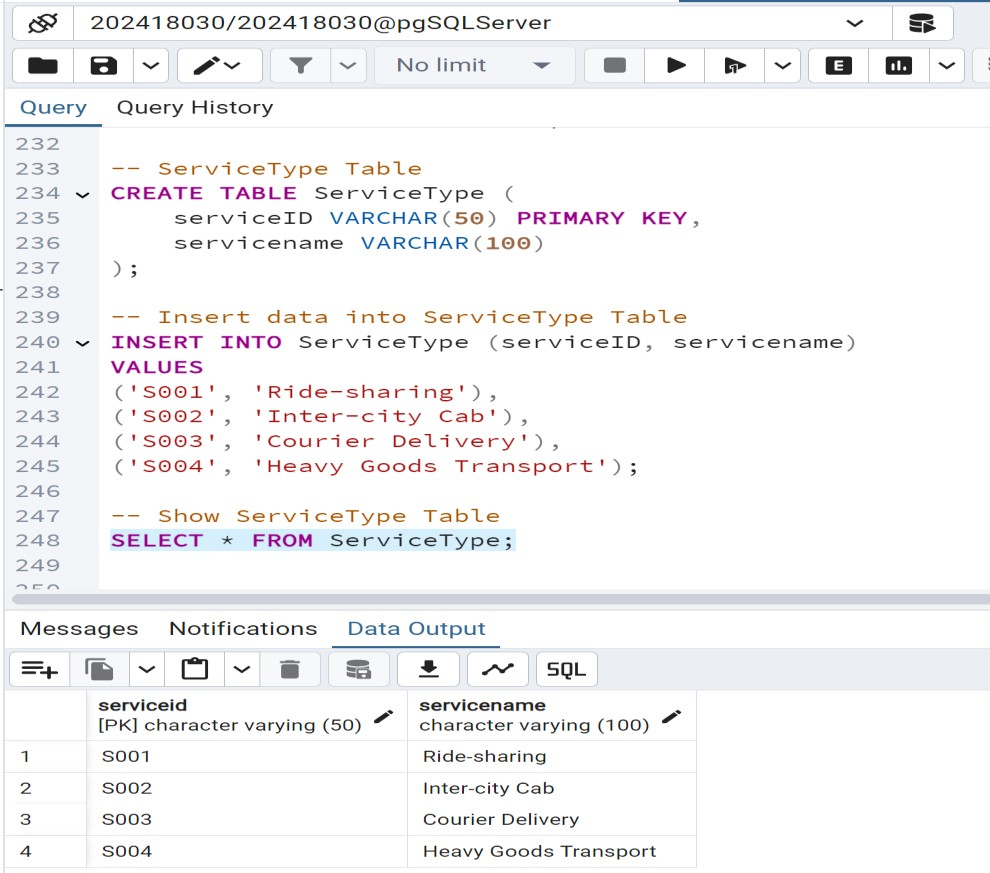 202418030/202418030@pgSQLServer
No limit
E
Query Query History
232
233 -- ServiceType Table
234 CREATE TABLE ServiceType (
235 serviceID VARCHAR(50) PRIMARY KEY,
236 servicename VARCHAR(100)
237 );
238
239 -- Insert data into ServiceType Table
240 INSERT INTO ServiceType (serviceID, servicename)
241 VALUES
242 ('S001', 'Ride-sharing'),
243 ('S002', 'Inter-city Cab'),
244 ('S003', 'Courier Delivery'),
245 ('S004', 'Heavy Goods Transport');
246
247 -- Show ServiceType Table
248 SELECT * FROM ServiceType;
249
Messages Notifications Data Output
SQL
serviceid servicename
[PK] character varying (50) character varying (100)
1 S001 Ride-sharing
2 S002 Inter-city Cab
3 S003 Courier Delivery
4 S004 Heavy Goods Transport